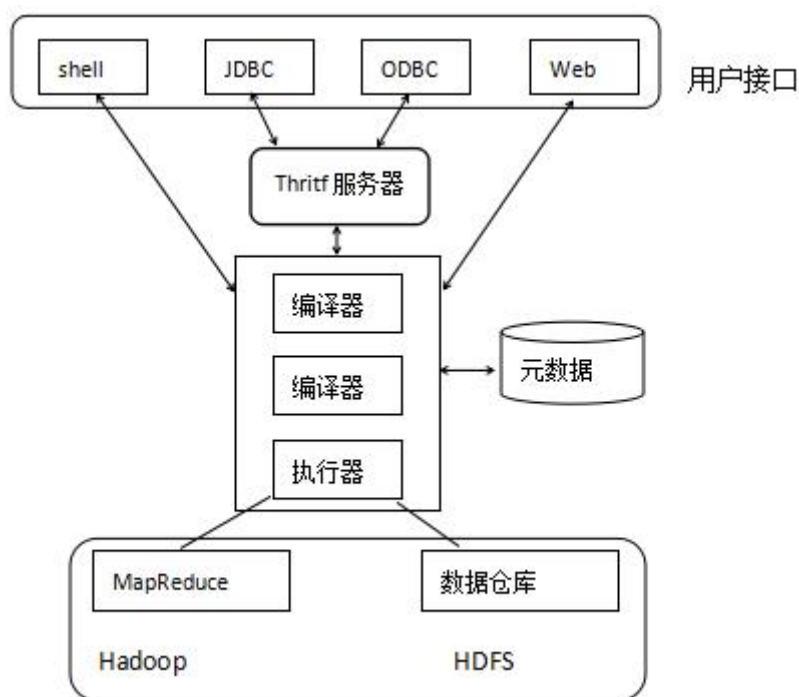 shell
JDBC
ODBC
Web
用户接口
Thritf 服务器
编译器
编译器
元数据
执行器
MapReduce
数据仓库
Hadoop
HDFS